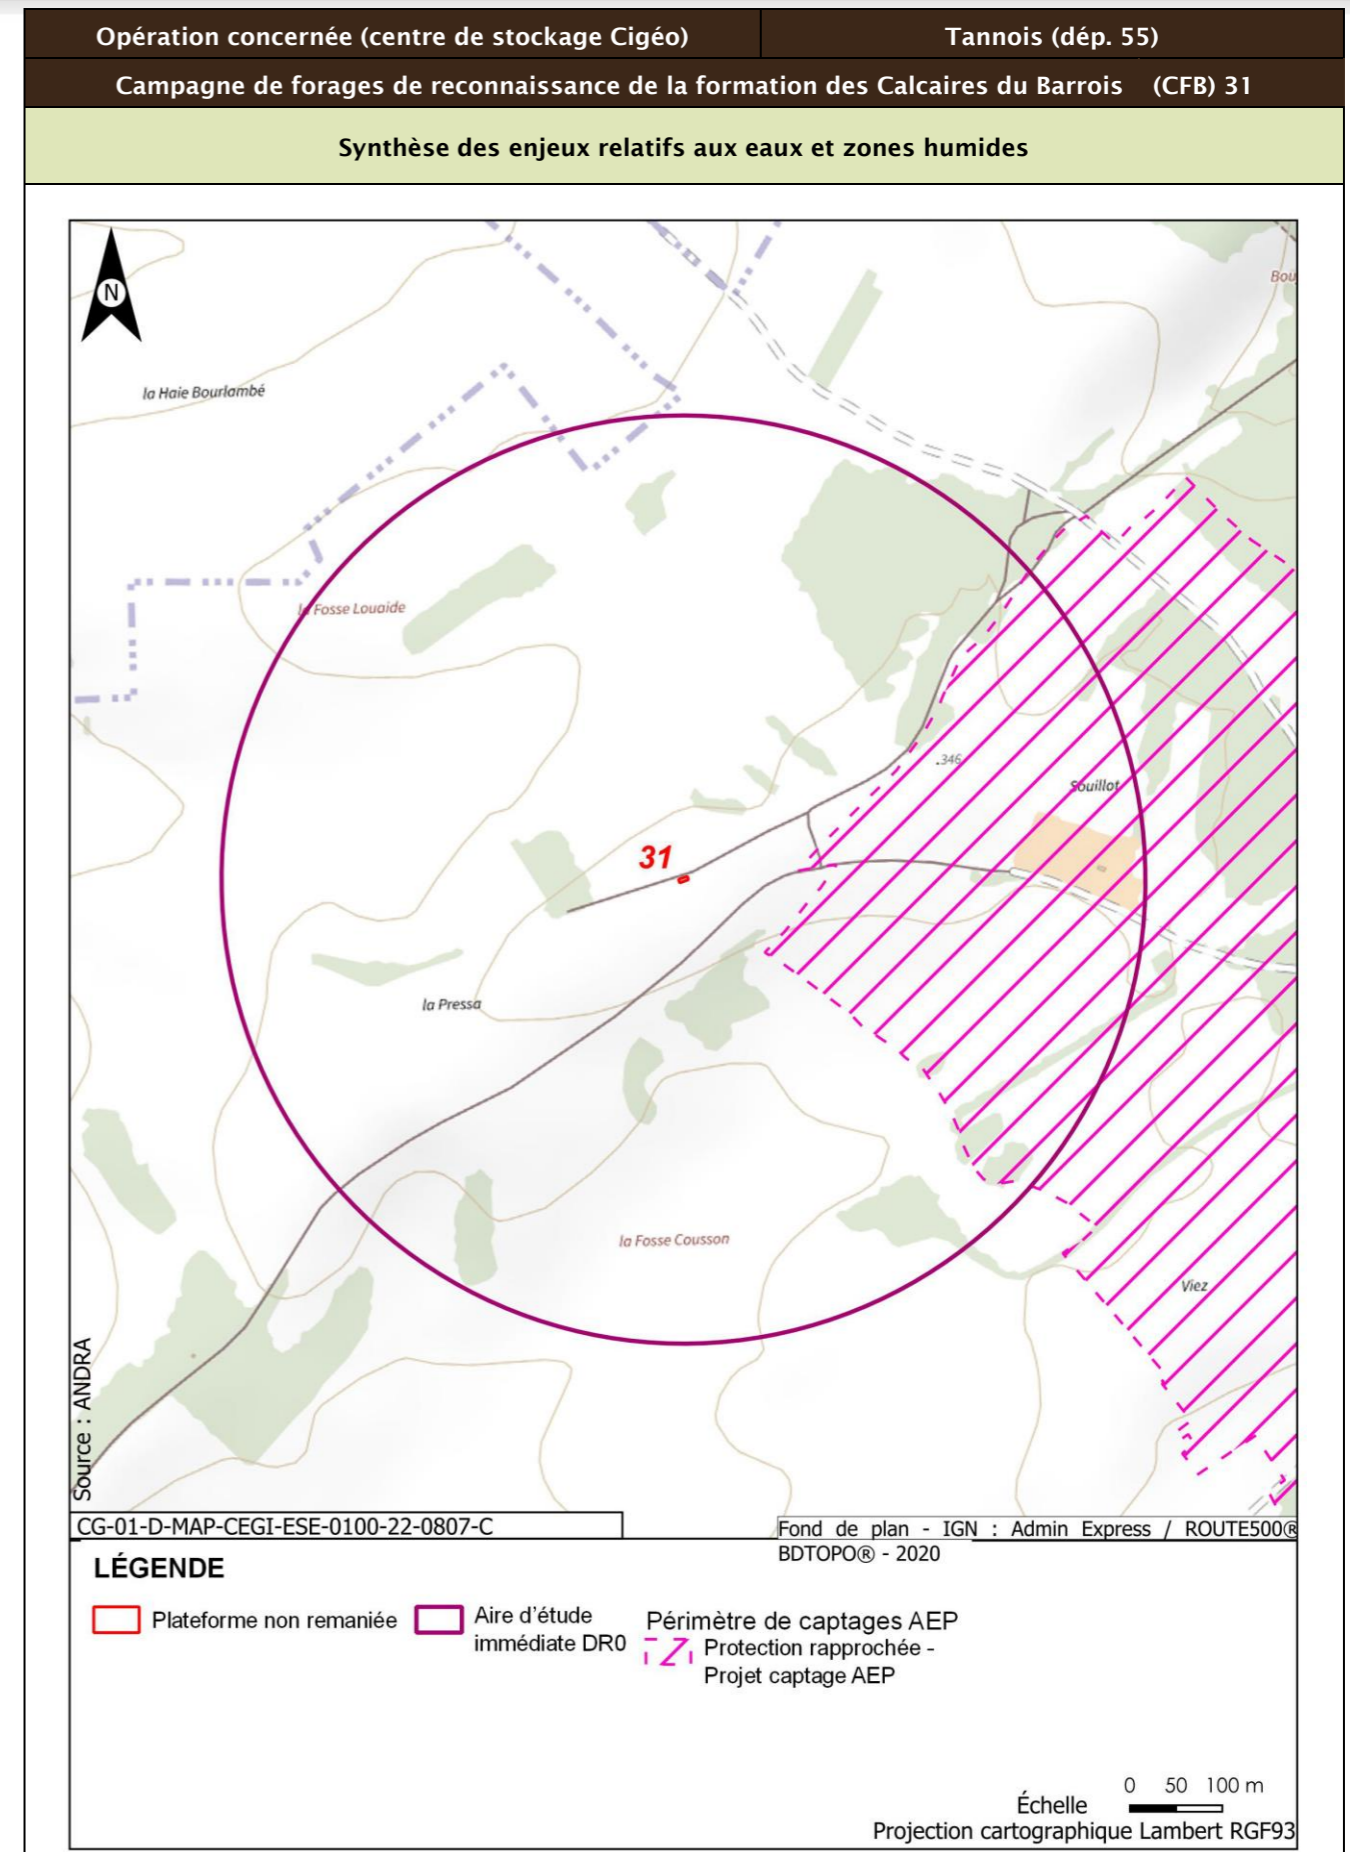 Opération concernée (centre de stockage Cigéo)
Tannois (dép. 55)
Campagne de forages de reconnaissance de la formation des Calcaires du Barrois (CFB) 31
Synthèse des enjeux relatifs aux eaux et zones humides
N
Bou
la Haie Bourlambé
la Fosse Louaide
.346
Souillot
31
la Pressa
la Fosse Cousson
Viez
Source : ANDRA
CG-01-D-MAP-CEGI-ESE-0100-22-0807-C
Fond de plan - IGN : Admin Express / ROUTE500®
BDTOPO® - 2020
LÉGENDE
Plateforme non remaniée
Aire d'étude
immédiate DR0
Périmètre de captages AEP
Protection rapprochée -
Projet captage AEP
0 50 100 m
Échelle
Projection cartographique Lambert RGF93